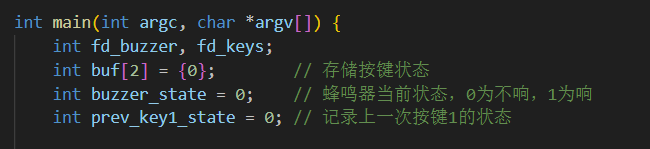 int main(int argc, char *argv[]) {
    int fd_buzzer, fd_keys;
    int buf[2] = {0};        // 存储按键状态
    int buzzer_state = 0;    // 蜂鸣器当前状态，0为不响，1为响
    int prev_key1_state = 0; // 记录上一次按键1的状态